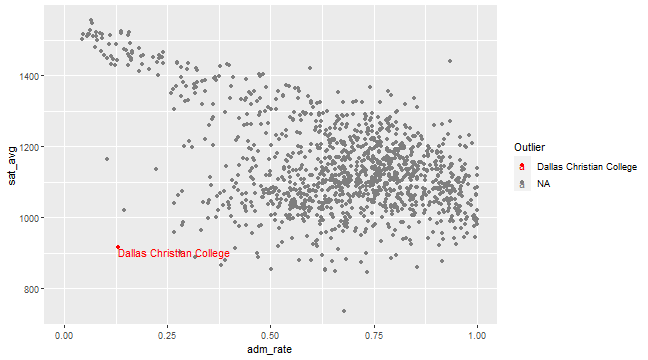 1400
1200
1000
800
sat_avg
Dallas Christian College
0.00
0.25
0.50
0.75
1.00
adm_rate
Outlier
a Dallas Christian College
a NA